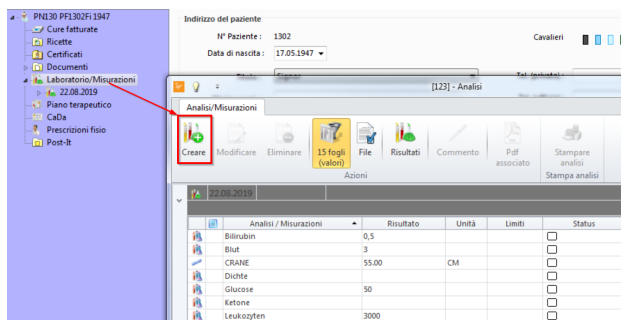 PN130 PF1302Fi 1947
Cure fatturate
Ricette
Certificati
Documenti
Laboratorio/Misurazioni
22.08.2019
Piano terapeutico
CaDa
Prescrizioni fisio
Post-It
Indirizzo del paziente
N° Paziente : 1302 Cavalieri
Data di nascita : 17.05.1947
Titolo : Signor Tel. (privato) :
[123] - Analisi
Analisi/Misurazioni
Creare Modificare Eliminare 15 fogli (valori) File Risultati Commento Pdf associato Stampare analisi
Azioni Stampa analisi
22.08.2019
Analisi / Misurazioni Risultato Unità Limiti Status
Bilirubin 0,5
Blut 3
CRANE 55.00 CM
Dichte
Glucose 50
Ketone
Leukozyten 3000